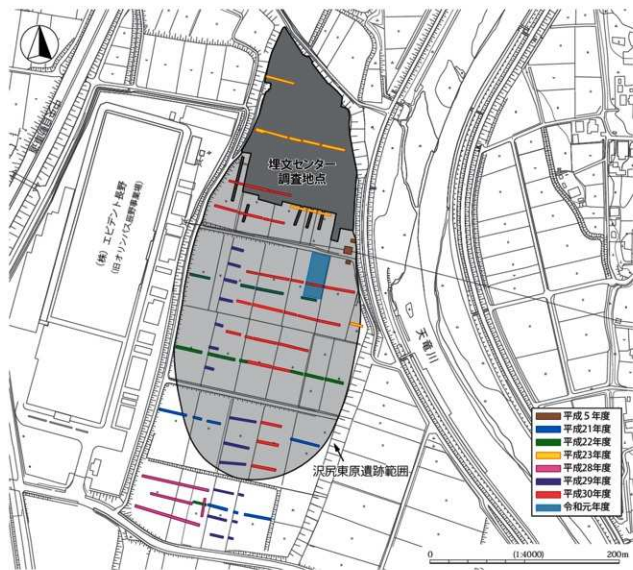 埋文センター
調査地点
(株)エビデント長野
(旧オリンパス辰野事業場)
天竜川
沢尻東原遺跡範囲
平成5年度
平成21年度
平成22年度
平成23年度
平成28年度
平成29年度
平成30年度
令和元年度
0 (1:4000) 200m